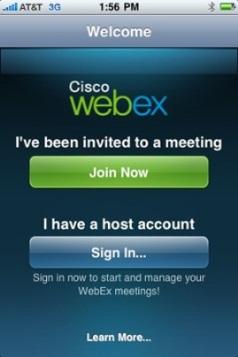 AT&T 3G 1:56 PM
Welcome
Cisco
webex
I've been invited to a meeting
Join Now
I have a host account
Sign In...
Sign in now to start and manage your
WebEx meetings!
Learn More...